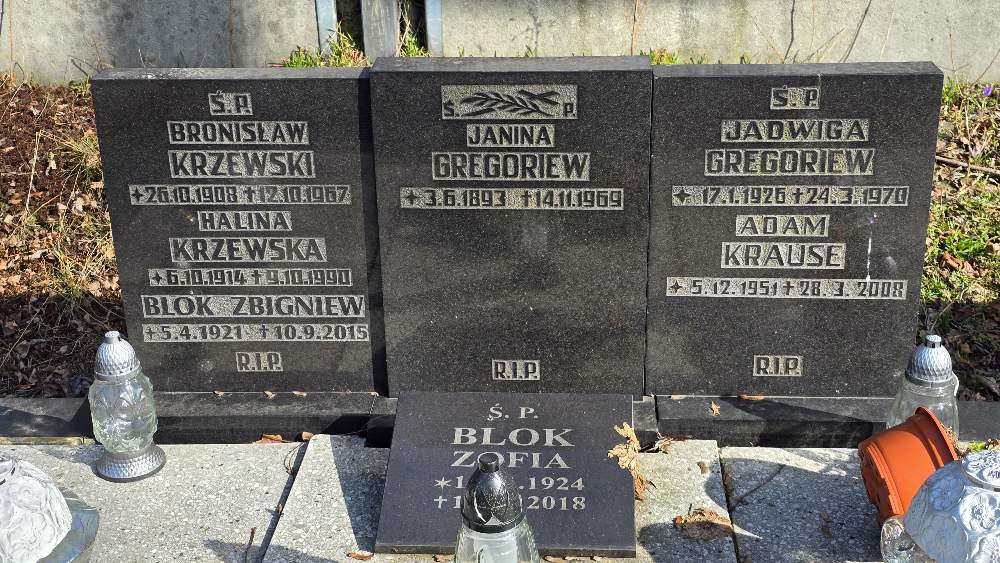 Ś. P.
BRONISŁAW
KRZEWSKI
✦26.10.1908 ✝12.10.1967
HALINA
KRZEWSKA
✦6.10.1914 ✝9.10.1990
BLOK ZBIGNIEW
✝5.4.1921 ✝10.9.2015
R.I.P.
Ś. P.
JANINA
GREGORIEW
✦3.6.1893 ✝14.11.1969
R.I.P.
Ś. P.
JADWIGA
GREGORIEW
✦17.1.1926 ✝24.3.1970
ADAM
KRAUSE
✦5.12.1951 ✝28.3.2008
R.I.P.
Ś. P.
BLOK
ZOFIA
1924
2018